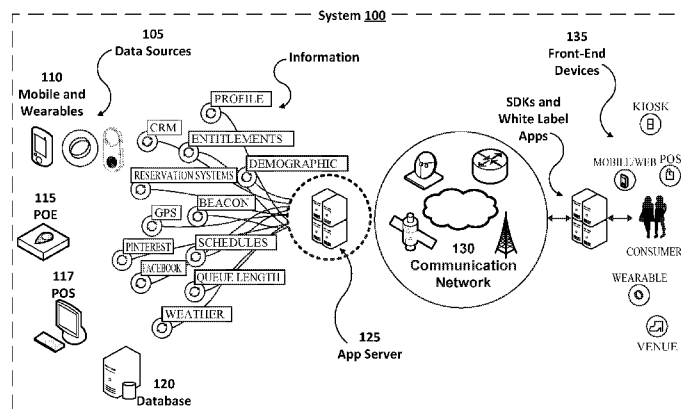 System 100
105
Data Sources
110
Mobile and
Wearables
Information
135
Front-End
Devices
SDKs and
White Label
Apps
PROFILE
CRM
ENTITLEMENTS
DEMOGRAPHIC
RESERVATION SYSTEMS
BEACON
GPS
SCHEDULES
PINTEREST
FACEBOOK
QUEUE LENGTH
WEATHER
115
POE
117
POS
120
Database
125
App Server
130
Communication
Network
KIOSK
MOBILE/WEB
POS
CONSUMER
WEARABLE
VENUE